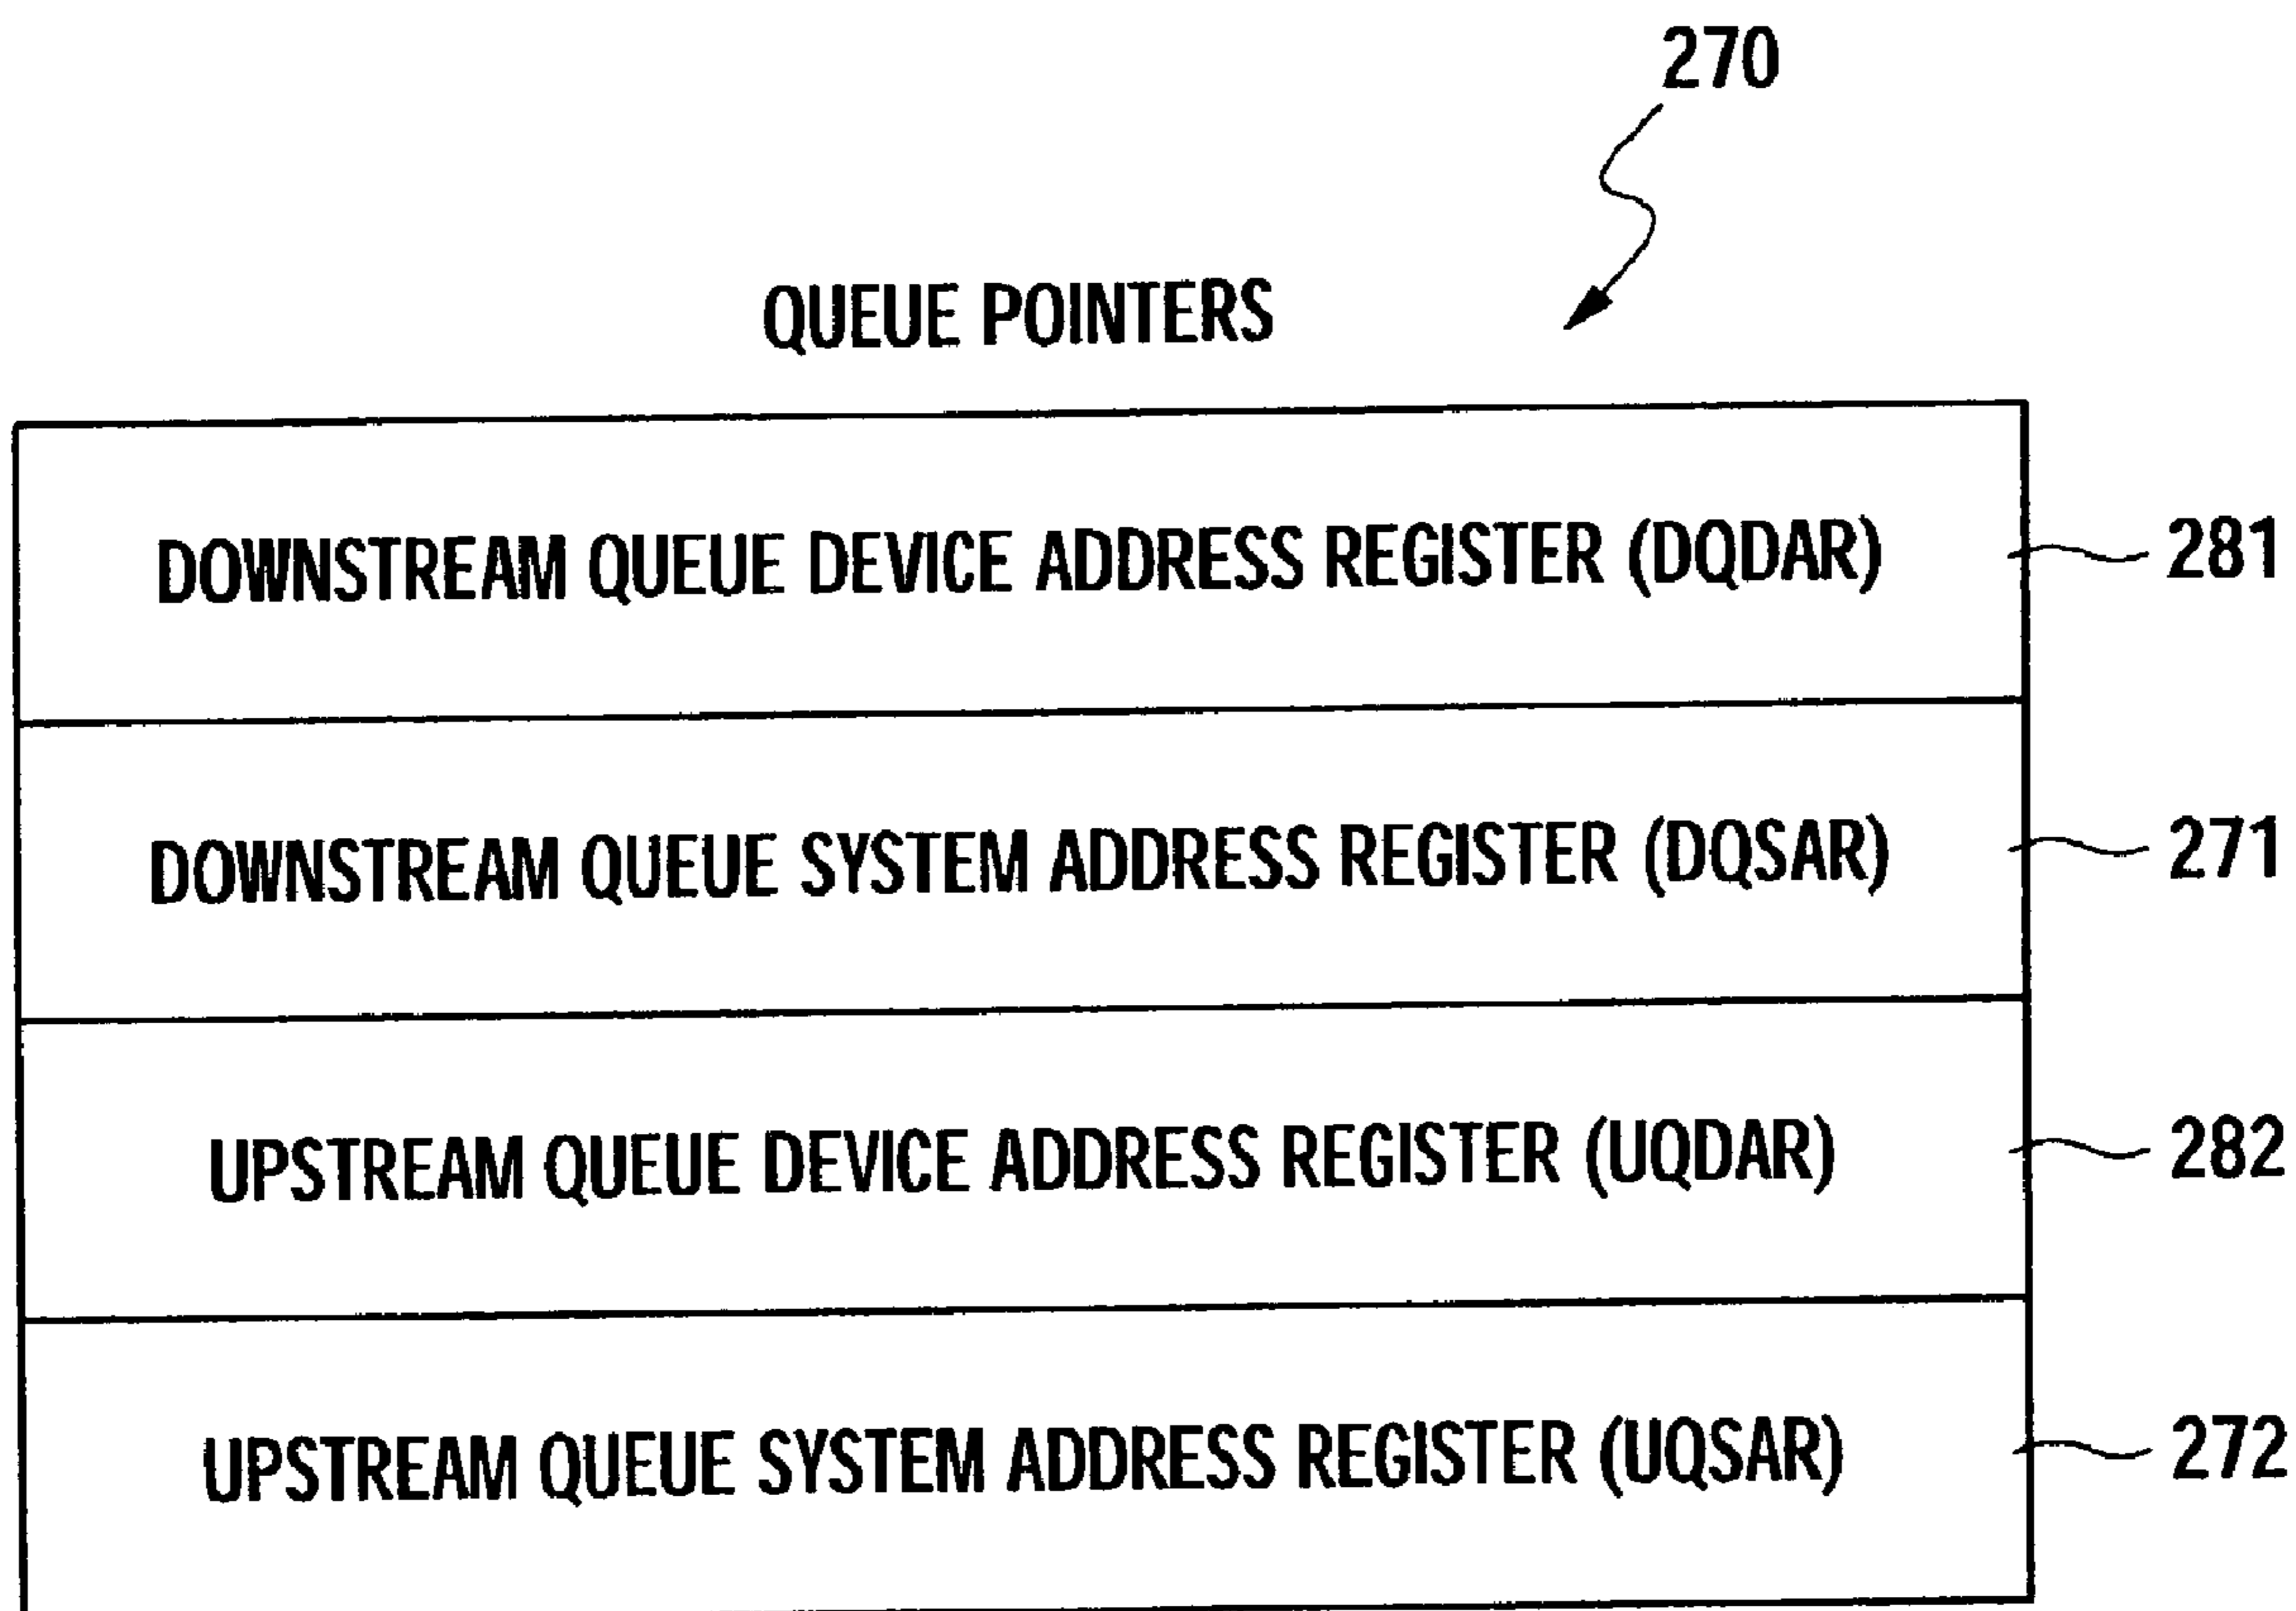 270
QUEUE POINTERS
DOWNSTREAM QUEUE DEVICE ADDRESS REGISTER (DQDAR) 281
DOWNSTREAM QUEUE SYSTEM ADDRESS REGISTER (DQSAR) 271
UPSTREAM QUEUE DEVICE ADDRESS REGISTER (UQDAR) 282
UPSTREAM QUEUE SYSTEM ADDRESS REGISTER (UQSAR) 272